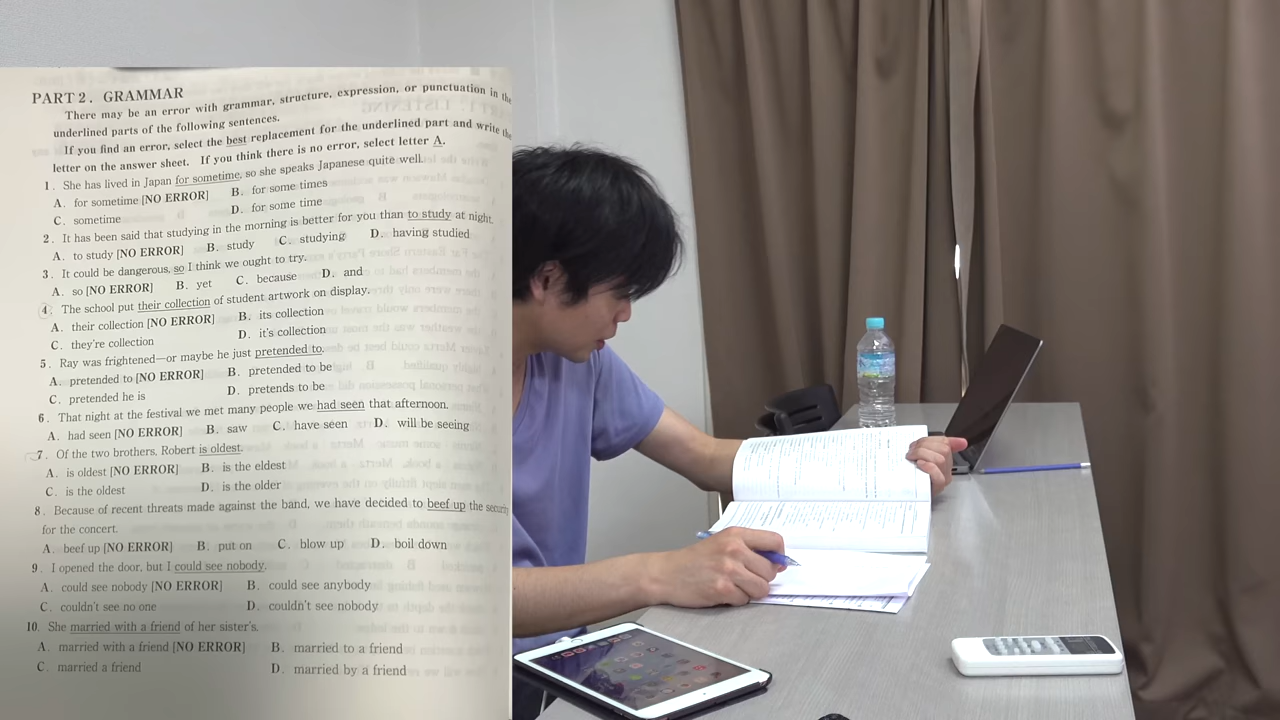 PART 2. GRAMMAR
There may be an error with grammar, structure, expression, or punctuation in the
underlined parts of the following sentences.
If you find an error, select the best replacement for the underlined part and write the
letter on the answer sheet. If you think there is no error, select letter A.
1. She has lived in Japan for sometime, so she speaks Japanese quite well.
A. for sometime [NO ERROR] B. for some times
C. sometime D. for some time
2. It has been said that studying in the morning is better for you than to study at night.
A. to study [NO ERROR] B. study C. studying D. having studied
3. It could be dangerous, so I think we ought to try.
A. so [NO ERROR] B. yet C. because D. and
4. The school put their collection of student artwork on display.
A. their collection [NO ERROR] B. its collection
C. they're collection D. it's collection
5. Ray was frightened—or maybe he just pretended to.
A. pretended to [NO ERROR] B. pretended to be
C. pretended he is D. pretends to be
6. That night at the festival we met many people we had seen that afternoon.
A. had seen [NO ERROR] B. saw C. have seen D. will be seeing
7. Of the two brothers, Robert is oldest.
A. is oldest [NO ERROR] B. is the eldest
C. is the oldest D. is the older
8. Because of recent threats made against the band, we have decided to beef up the security
for the concert.
A. beef up [NO ERROR] B. put on C. blow up D. boil down
9. I opened the door, but I could see nobody.
A. could see nobody [NO ERROR] B. could see anybody
C. couldn't see no one D. couldn't see nobody
10. She married with a friend of her sister's.
A. married with a friend [NO ERROR] B. married to a friend
C. married a friend D. married by a friend